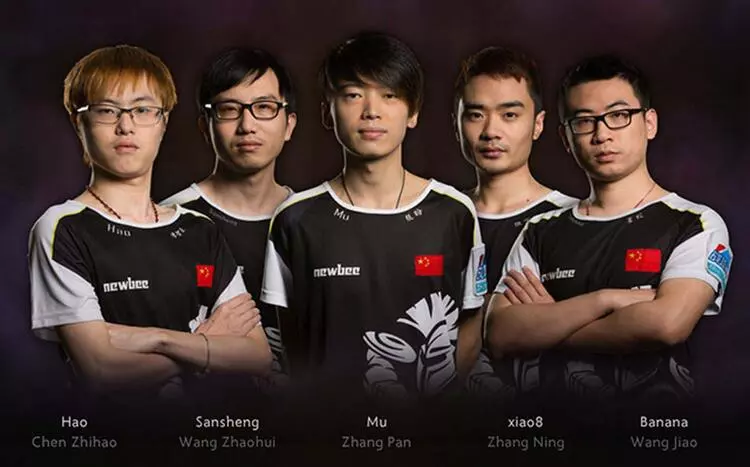 Hao
Mu
newbee
newbee
newbee
Hao Sansheng Mu xiao8 Banana
Chen Zhihao Wang Zhaohui Zhang Pan Zhang Ning Wang Jiao